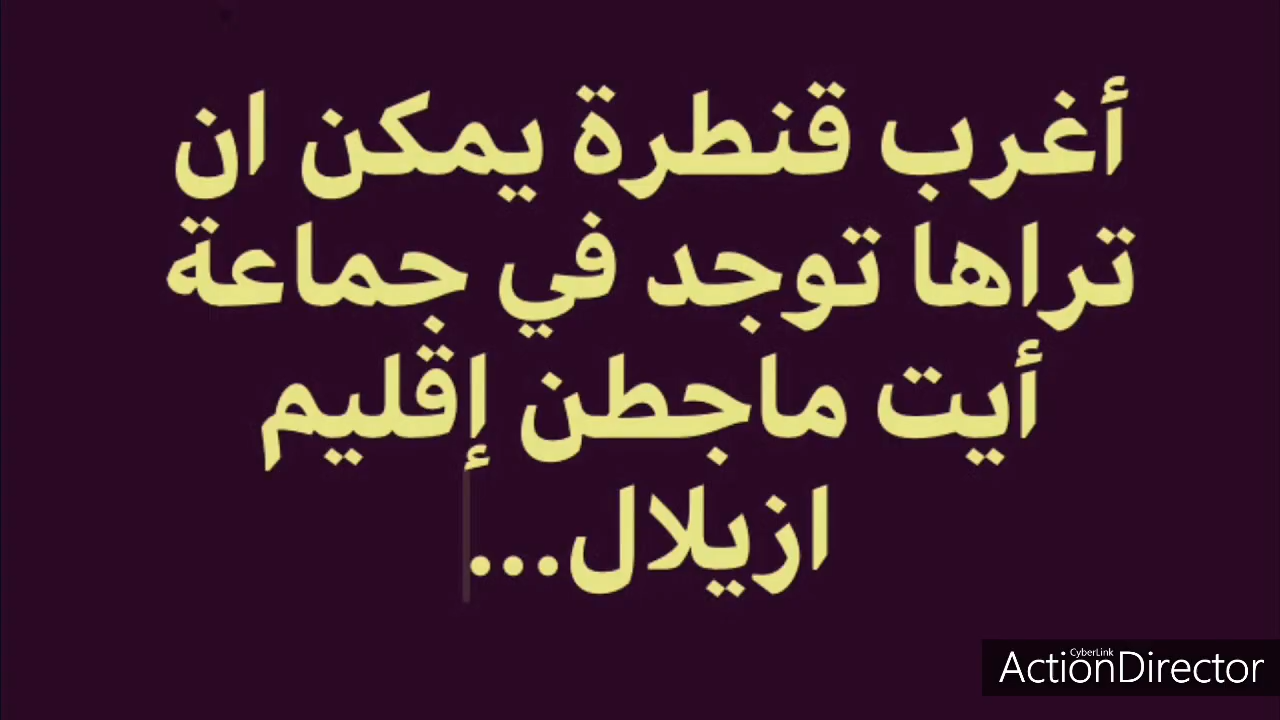 أغرب قنطرة يمكن ان
تراها توجد في جماعة
أيت ماجطن إقليم
ازيلال...
CyberLink
ActionDirector